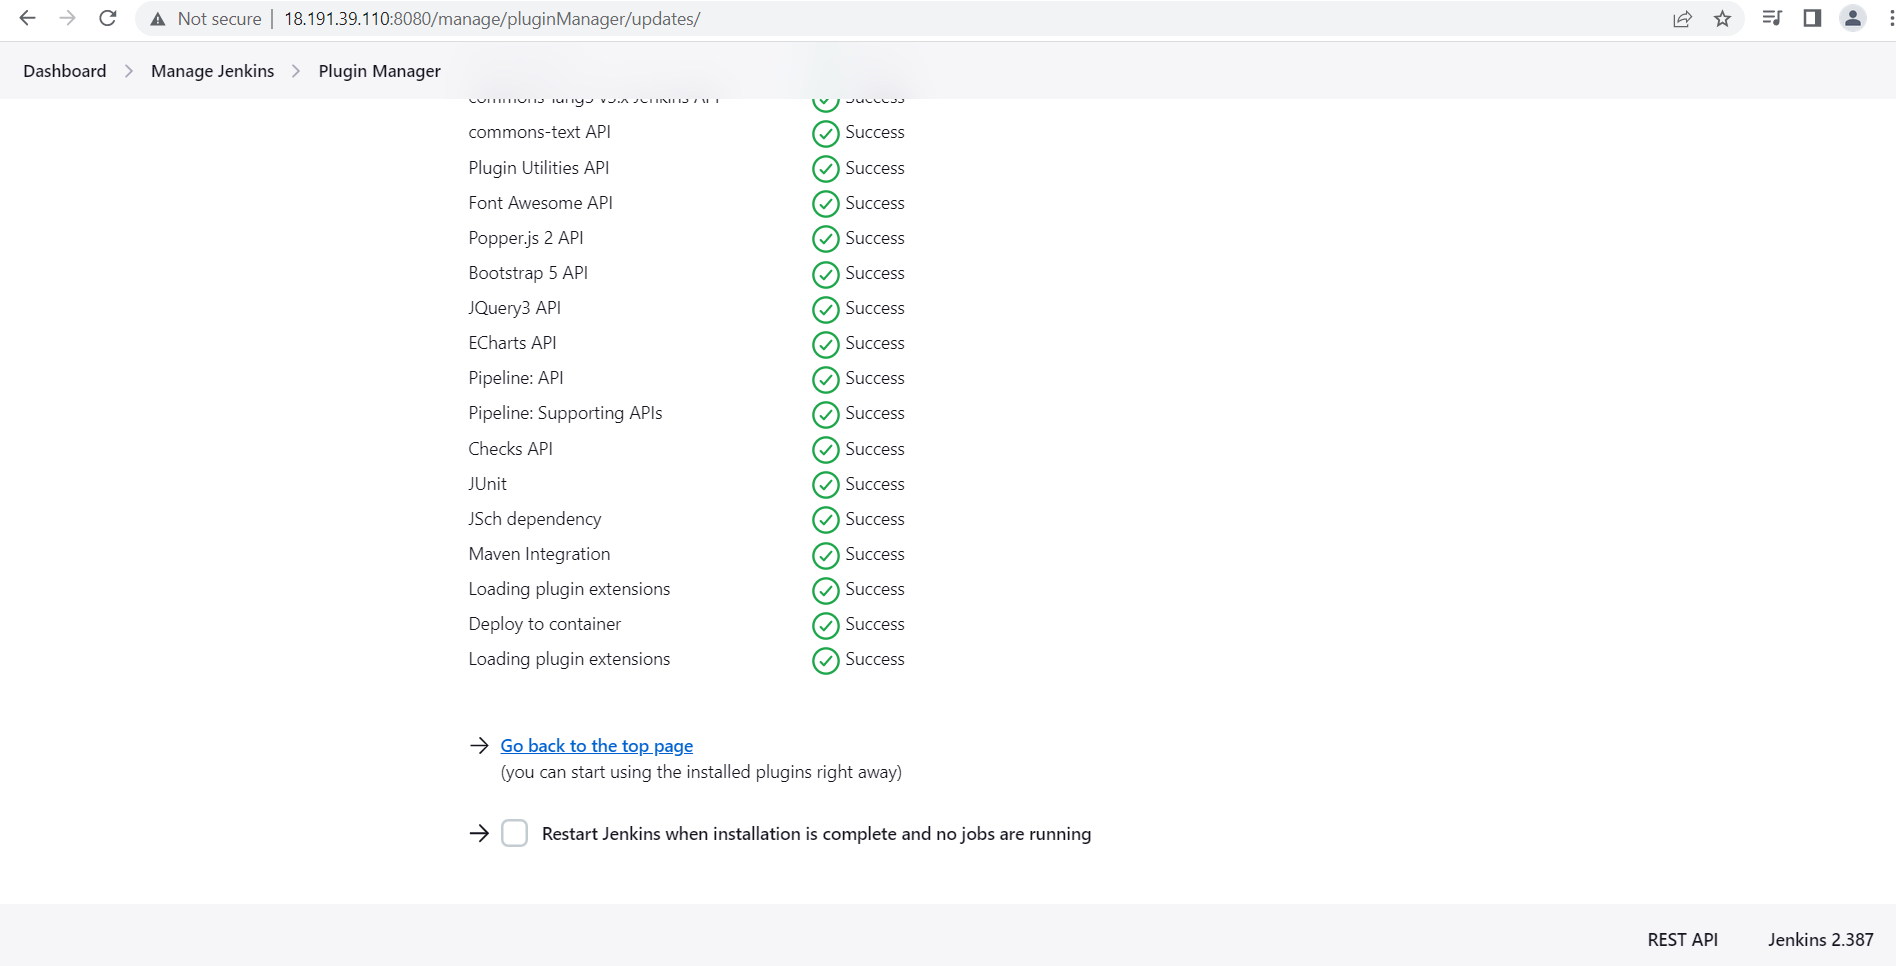 Not secure | 18.191.39.110:8080/manage/pluginManager/updates/
Dashboard > Manage Jenkins > Plugin Manager
commons-lang3 v3.x Jenkins API Success
commons-text API Success
Plugin Utilities API Success
Font Awesome API Success
Popper.js 2 API Success
Bootstrap 5 API Success
JQuery3 API Success
ECharts API Success
Pipeline: API Success
Pipeline: Supporting APIs Success
Checks API Success
JUnit Success
JSch dependency Success
Maven Integration Success
Loading plugin extensions Success
Deploy to container Success
Loading plugin extensions Success
Go back to the top page
(you can start using the installed plugins right away)
Restart Jenkins when installation is complete and no jobs are running
REST API Jenkins 2.387